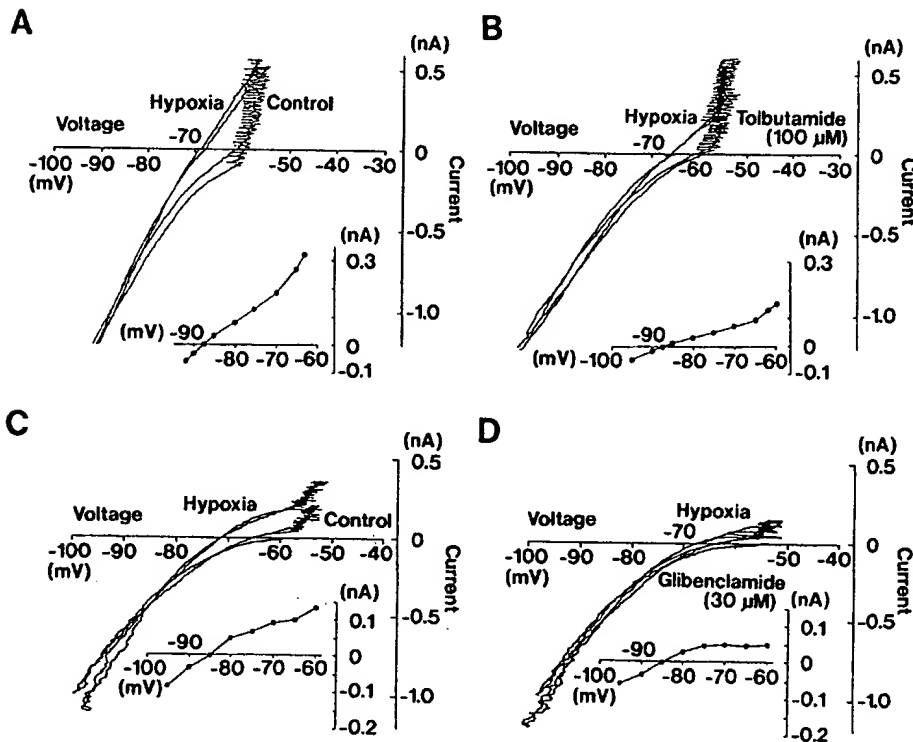 A
(nA)
0.5
Hypoxia
Control
Voltage
-70
0
-100 -90 -80 -50 -30
(mV)
Current
-0.5
(nA)
0.3
-1.0
(mV) -90
0
-80 -70 -60
-0.1
B
(nA)
0.5
Hypoxia
Tolbutamide
(100 µM)
Voltage
-70
0
-100 -90 -80 -60 -50 -40 -30
(mV)
Current
-0.5
(nA)
0.3
-1.0
-90
0
(mV) -100 -80 -70 -60
-0.1
C
(nA)
0.5
Hypoxia
Voltage
Control
0
-100 -90 -80 -60 -40
(mV)
Current
-0.5
(nA)
0.1
-90
0
-100 -80 -70 -60
(mV)
-0.1
-1.0
-0.2
D
(nA)
0.5
Hypoxia
Voltage
-70
0
-100 -90 -80 -50
(mV)
Current
Glibenclamide
(30 µM)
-0.5
(nA)
0.1
-90
0
-100 -80 -70 -60
(mV)
-0.1
-1.0
-0.2